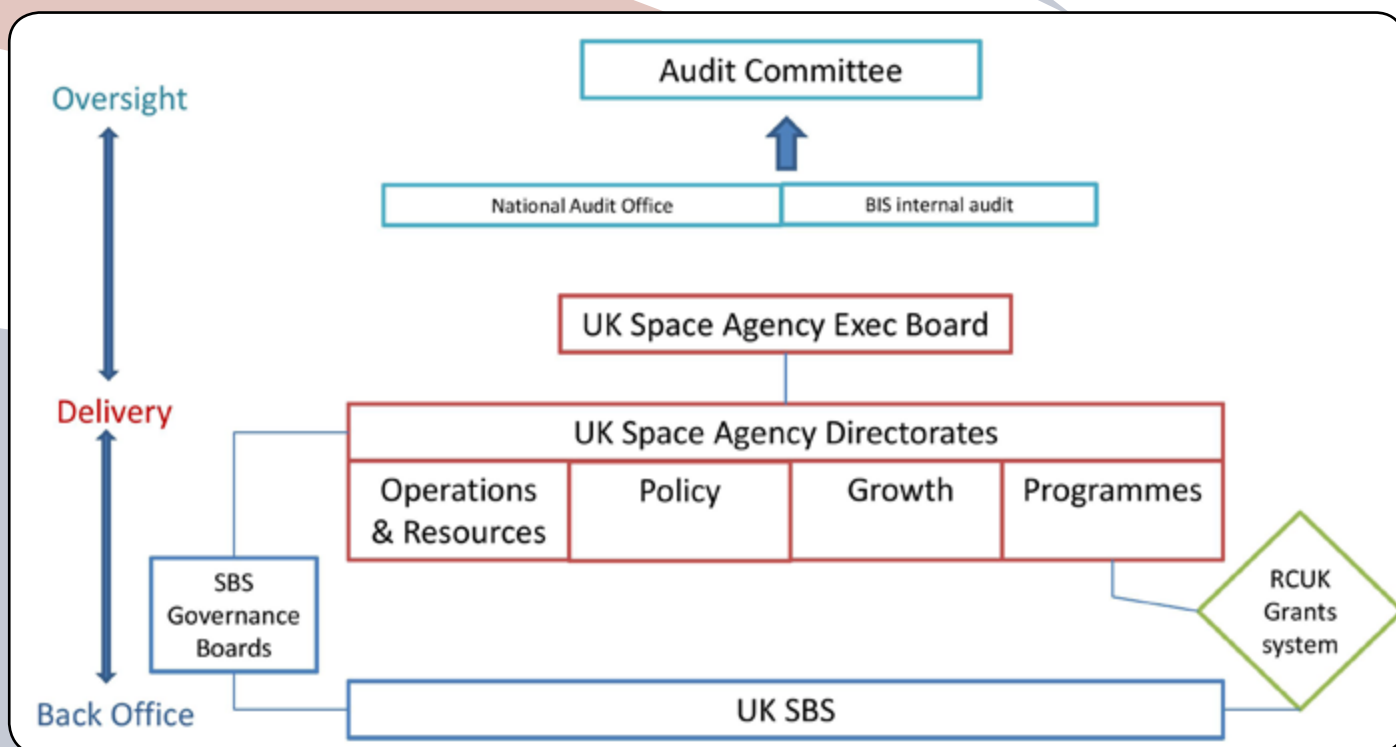 Audit Committee
Oversight
National Audit Office
BIS internal audit
UK Space Agency Exec Board
Delivery
UK Space Agency Directorates
Operations
& Resources
Policy
Growth
Programmes
SBS
Governance
Boards
RCUK
Grants
system
Back Office
UK SBS